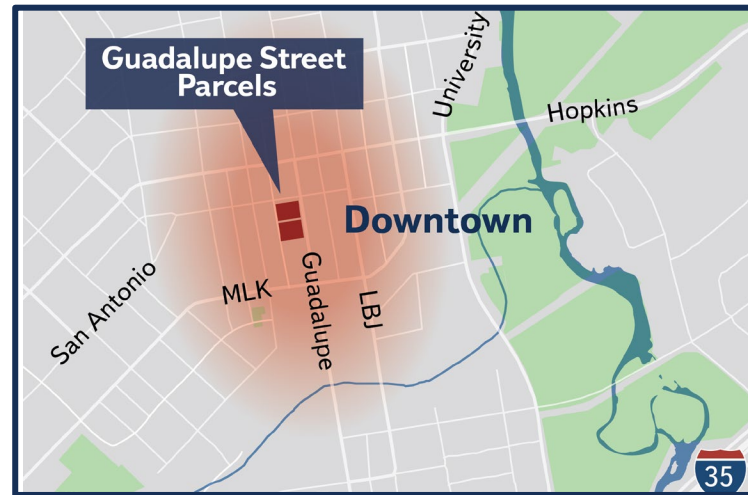 Guadalupe Street
Parcels
University
Hopkins
Downtown
San Antonio
MLK
Guadalupe
LBJ
35